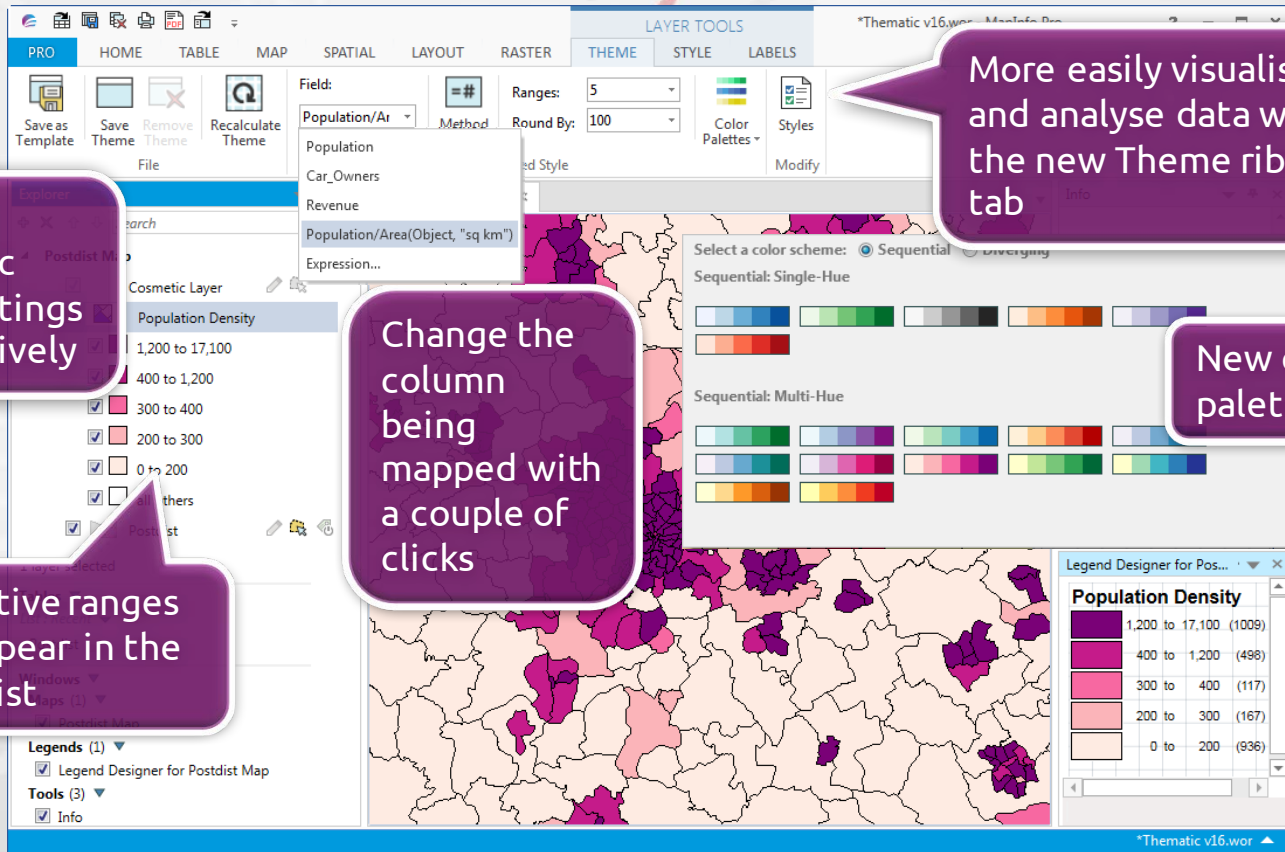 LAYER TOOLS
*Thematic v16.wor - MapInfo Pro
PRO HOME TABLE MAP SPATIAL LAYOUT RASTER THEME STYLE LABELS
Save as Template
Save Theme
Remove Theme
Recalculate Theme
File
Field:
Population/Ar
Method
Ranges: 5
Round By: 100
Color Palettes
Styles
ed Style
Modify
Population
Car_Owners
Revenue
Population/Area(Object, "sq km")
Expression...
More easily visualis
and analyse data w
the new Theme rib
tab
Explorer
Info
earch
Postdist Map
c
tings
ively
Cosmetic Layer
Population Density
1,200 to 17,100
400 to 1,200
300 to 400
200 to 300
0 to 200
all others
Postdist
1 layer selected
Change the
column
being
mapped with
a couple of
clicks
Select a color scheme: Sequential Diverging
Sequential: Single-Hue
Sequential: Multi-Hue
New
palet
tive ranges
pear in the
ist
Windows
Maps (1)
Postdist Map
Legends (1)
Legend Designer for Postdist Map
Tools (3)
Info
Legend Designer for Pos...
Population Density
1,200 to 17,100 (1009)
400 to 1,200 (498)
300 to 400 (117)
200 to 300 (167)
0 to 200 (936)
*Thematic v16.wor